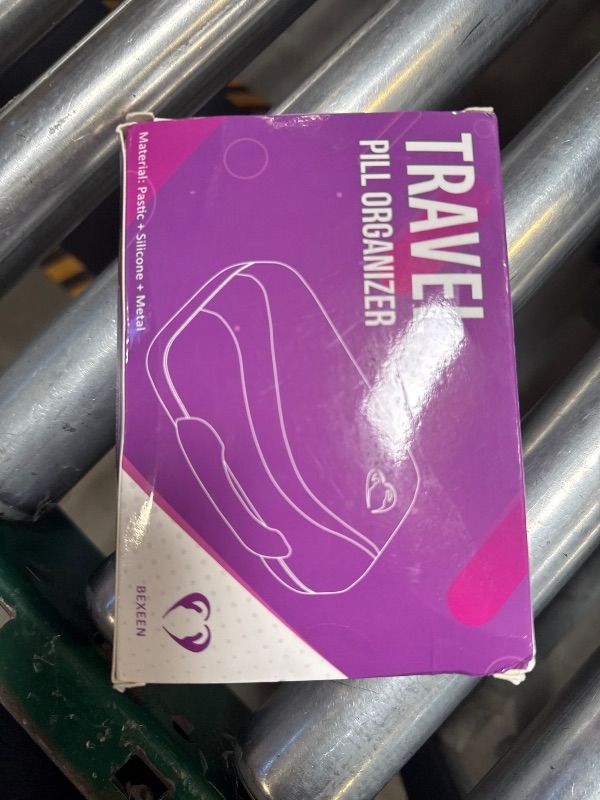 TRAVEL
PILL ORGANIZER
Material: Pastic + Silicone + Metal
BEXEEN